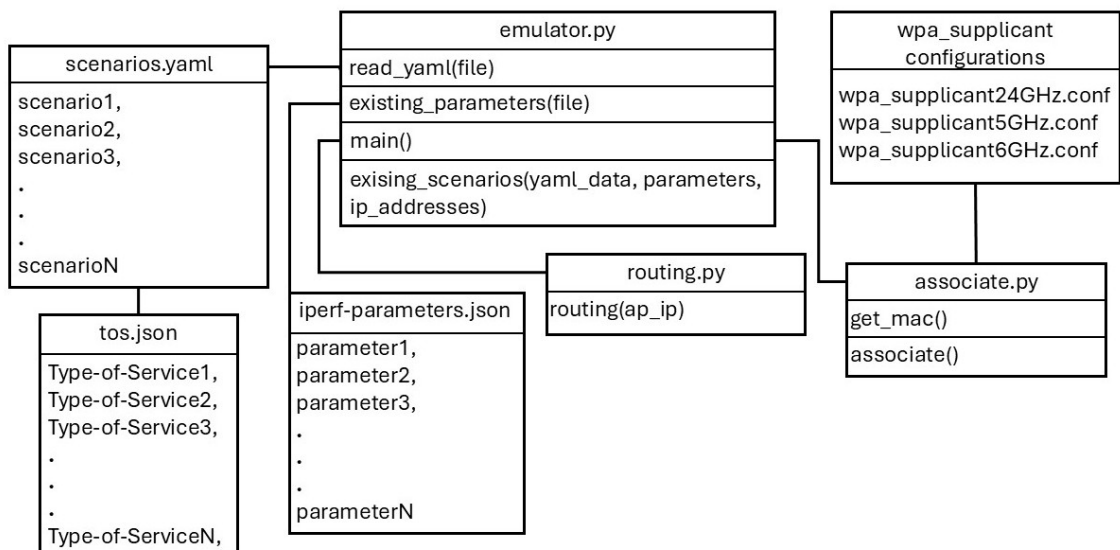 scenarios.yaml
scenario1,
scenario2,
scenario3,
.
.
.
scenarioN
tos.json
Type-of-Service1,
Type-of-Service2,
Type-of-Service3,
.
.
.
Type-of-ServiceN,
emulator.py
read_yaml(file)
existing_parameters(file)
main()
exising_scenarios(yaml_data, parameters,
ip_addresses)
iperf-parameters.json
parameter1,
parameter2,
parameter3,
.
.
.
parameterN
routing.py
routing(ap_ip)
wpa_supplicant
configurations
wpa_supplicant24GHz.conf
wpa_supplicant5GHz.conf
wpa_supplicant6GHz.conf
associate.py
get_mac()
associate()